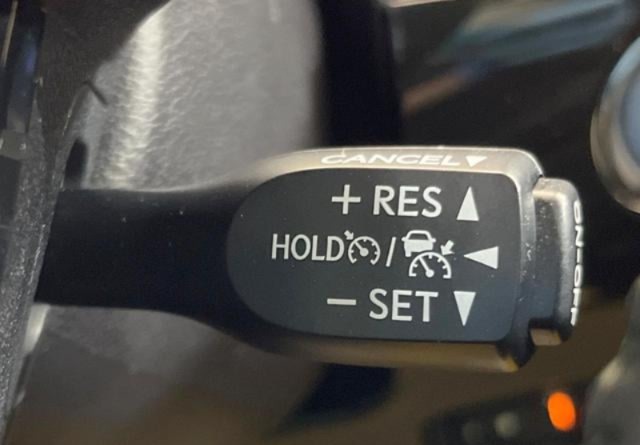 CANCEL▼
+ RES ▲
HOLD / ◀
− SET ▼
ON-OFF